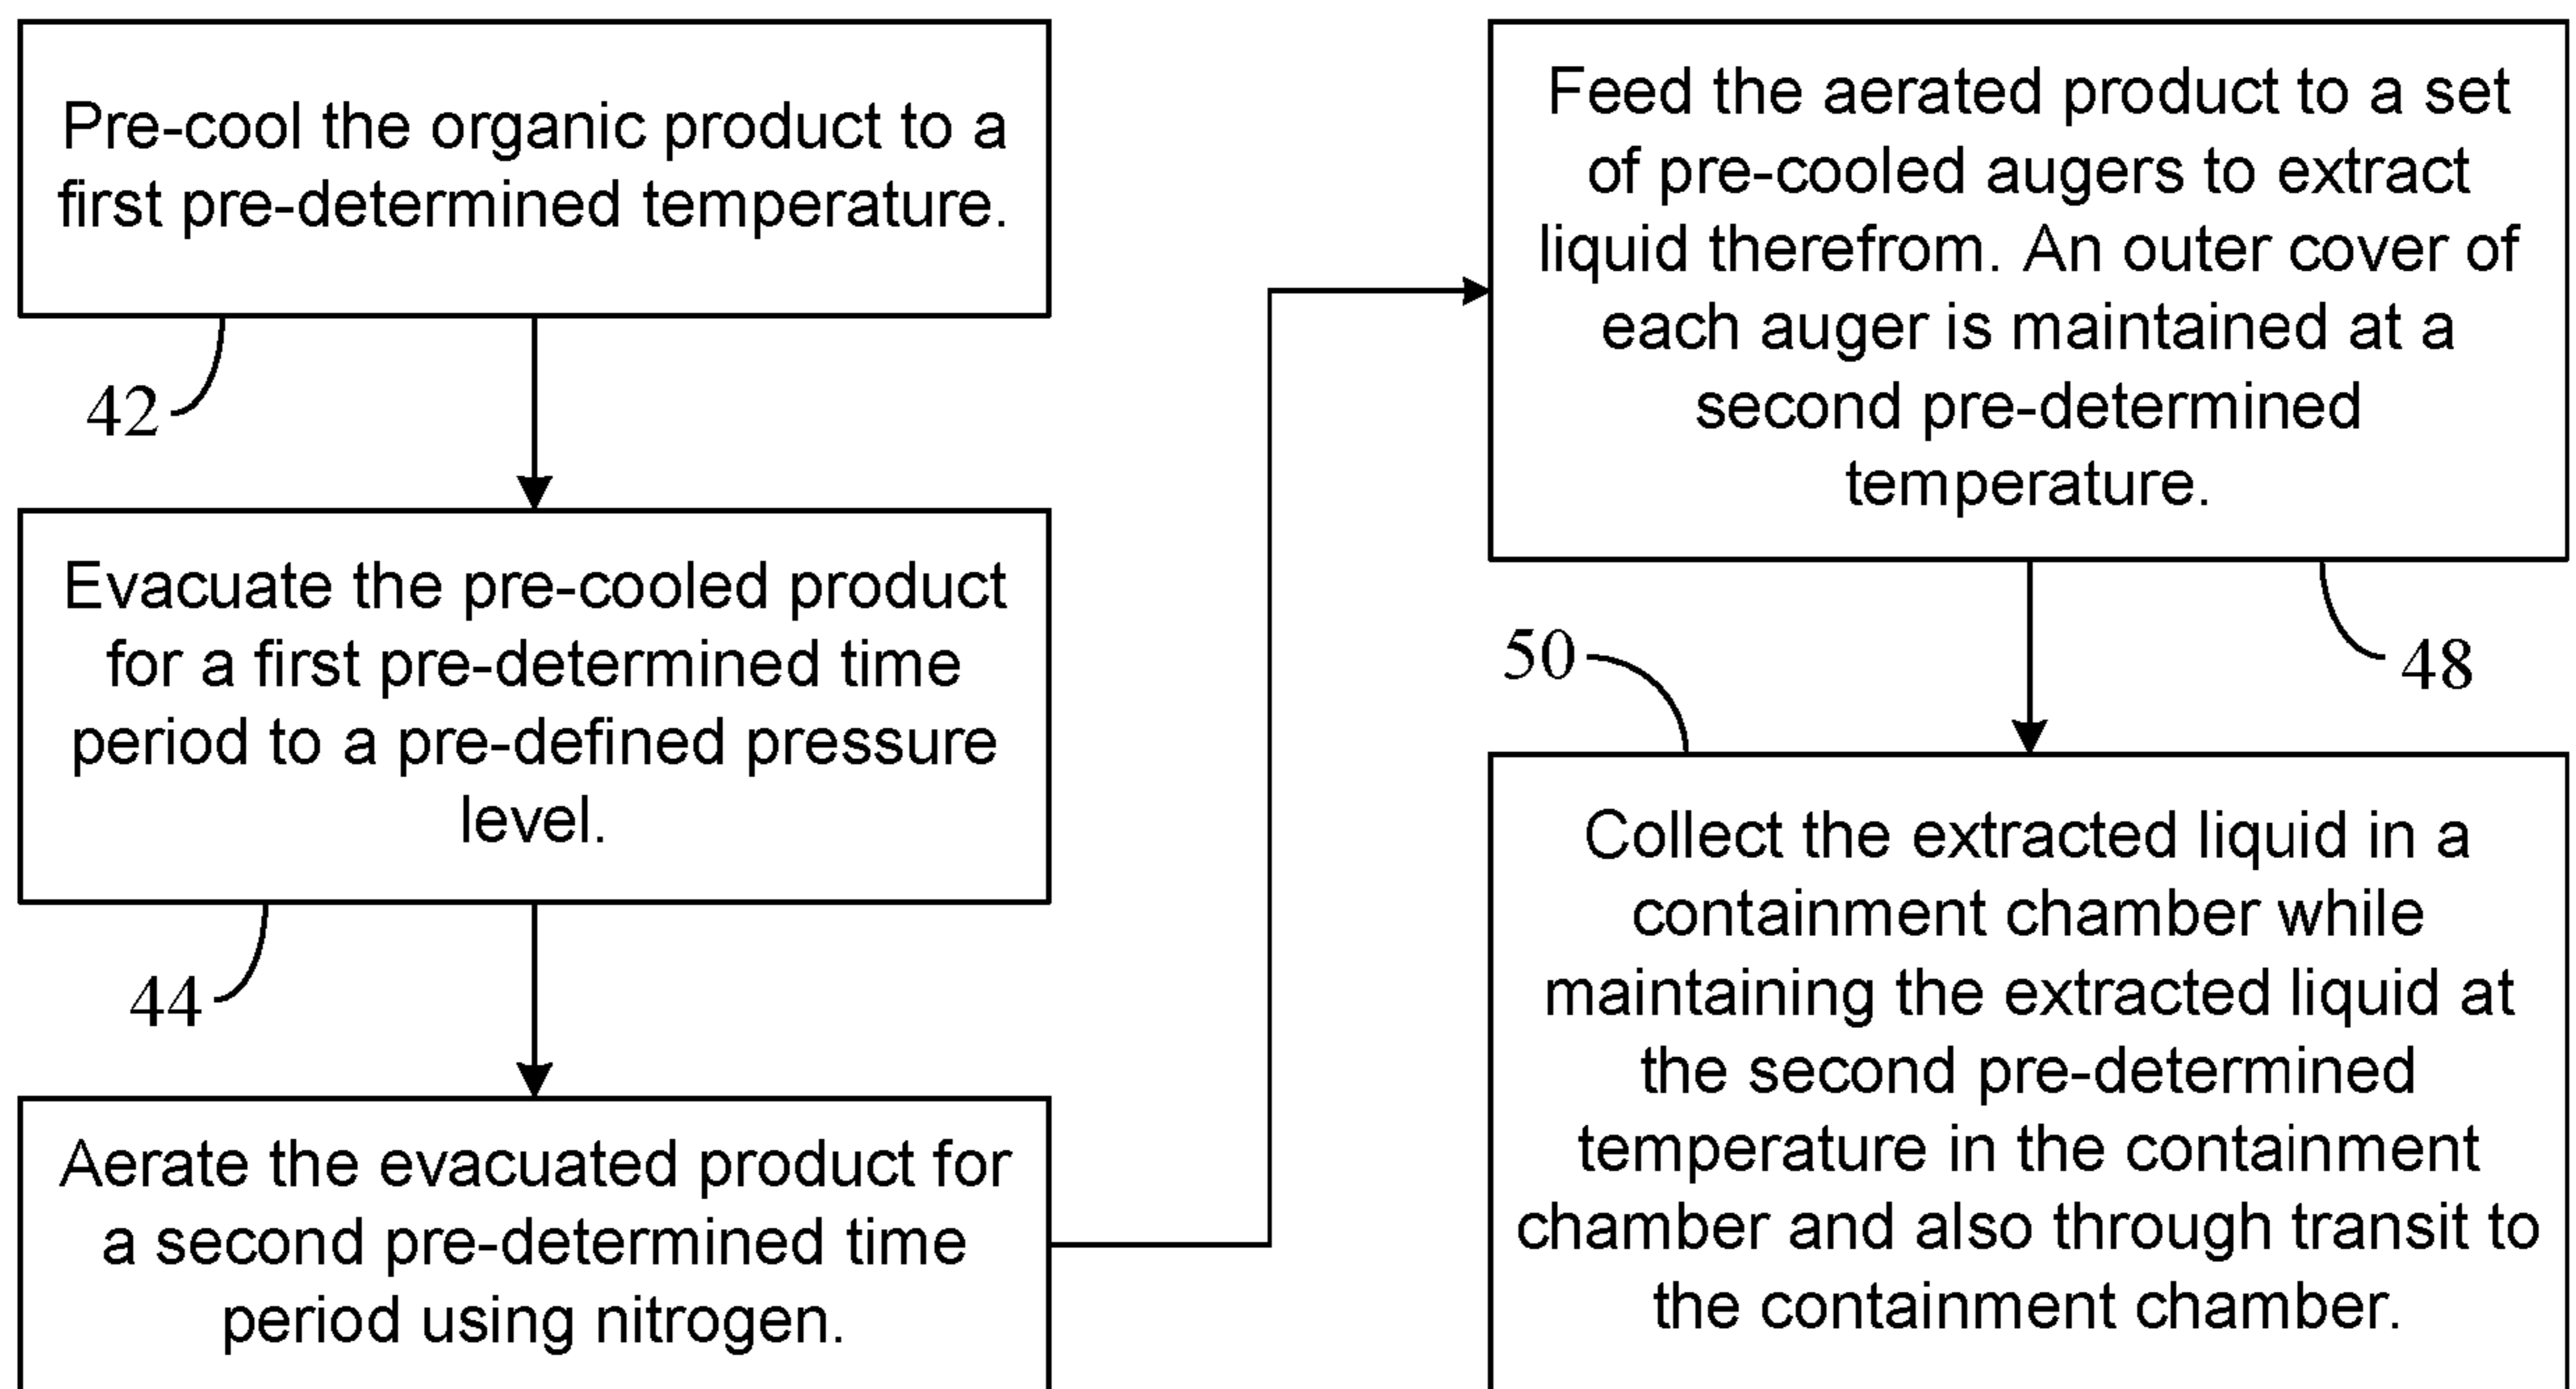 Pre-cool the organic product to a
first pre-determined temperature.
42
Evacuate the pre-cooled product
for a first pre-determined time
period to a pre-defined pressure
level.
44
Aerate the evacuated product for
a second pre-determined time
period using nitrogen.
Feed the aerated product to a set
of pre-cooled augers to extract
liquid therefrom. An outer cover of
each auger is maintained at a
second pre-determined
temperature.
48
50
Collect the extracted liquid in a
containment chamber while
maintaining the extracted liquid at
the second pre-determined
temperature in the containment
chamber and also through transit to
the containment chamber.